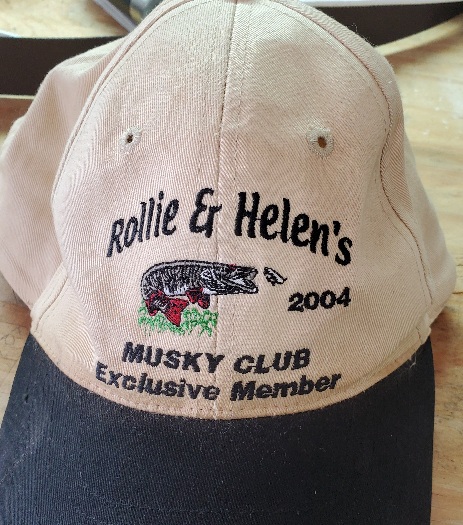 Rollie & Helen's
2004
MUSKY CLUB
Exclusive Member